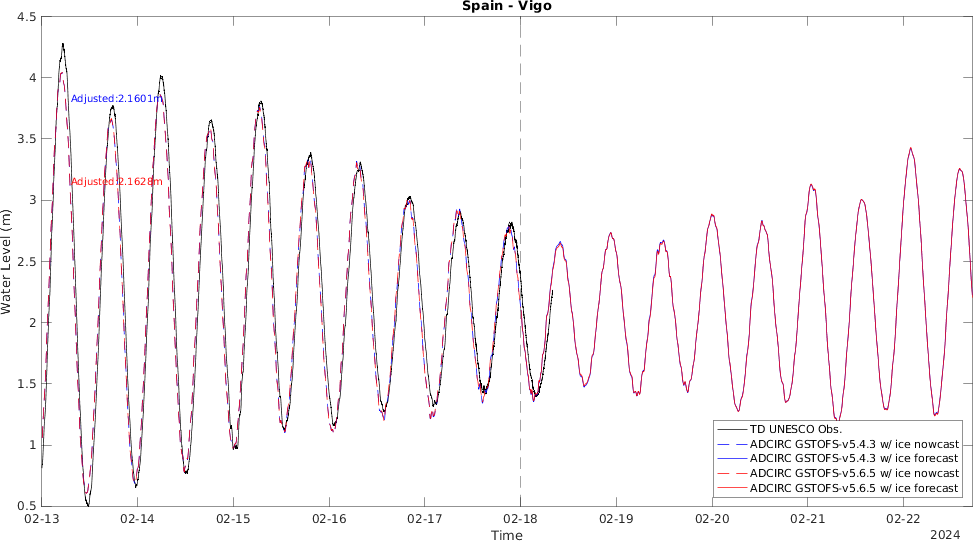 Spain - Vigo
4.5
4
3.5
3
2.5
2
1.5
1
0.5
Water Level (m)
Adjusted:2.1601m
Adjusted:2.1628m
TD UNESCO Obs.
ADCIRC GSTOFS-v5.4.3 w/ ice nowcast
ADCIRC GSTOFS-v5.4.3 w/ ice forecast
ADCIRC GSTOFS-v5.6.5 w/ ice nowcast
ADCIRC GSTOFS-v5.6.5 w/ ice forecast
02-13 02-14 02-15 02-16 02-17 02-18 02-19 02-20 02-21 02-22
Time
2024